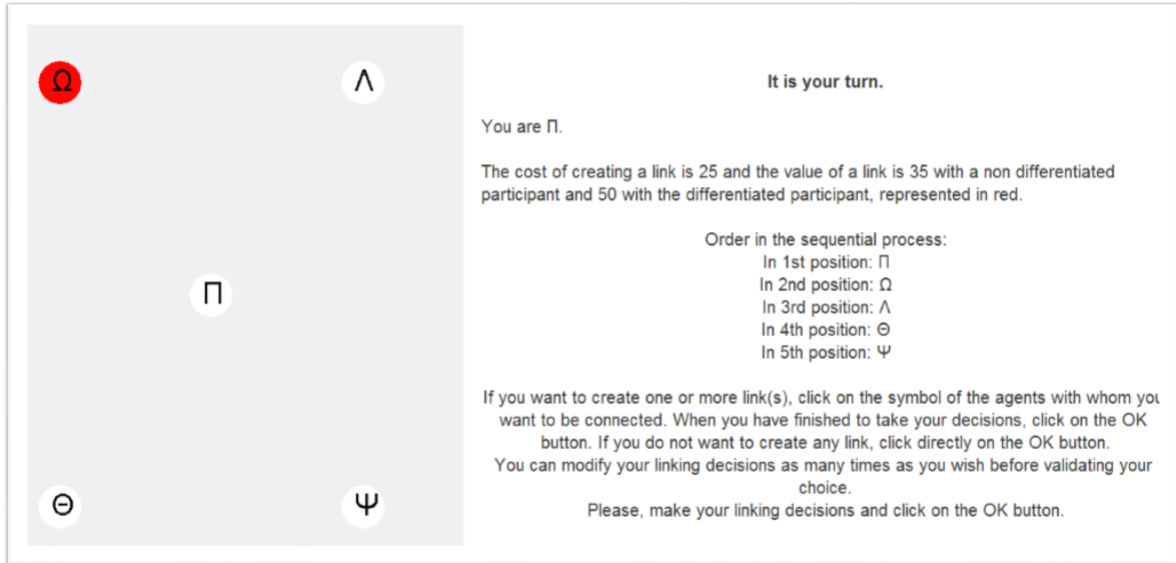 Ω Λ
Π
Θ Ψ
It is your turn.
You are Π.
The cost of creating a link is 25 and the value of a link is 35 with a non differentiated
participant and 50 with the differentiated participant, represented in red.
Order in the sequential process:
In 1st position: Π
In 2nd position: Ω
In 3rd position: Λ
In 4th position: Θ
In 5th position: Ψ
If you want to create one or more link(s), click on the symbol of the agents with whom you
want to be connected. When you have finished to take your decisions, click on the OK
button. If you do not want to create any link, click directly on the OK button.
You can modify your linking decisions as many times as you wish before validating your
choice.
Please, make your linking decisions and click on the OK button.